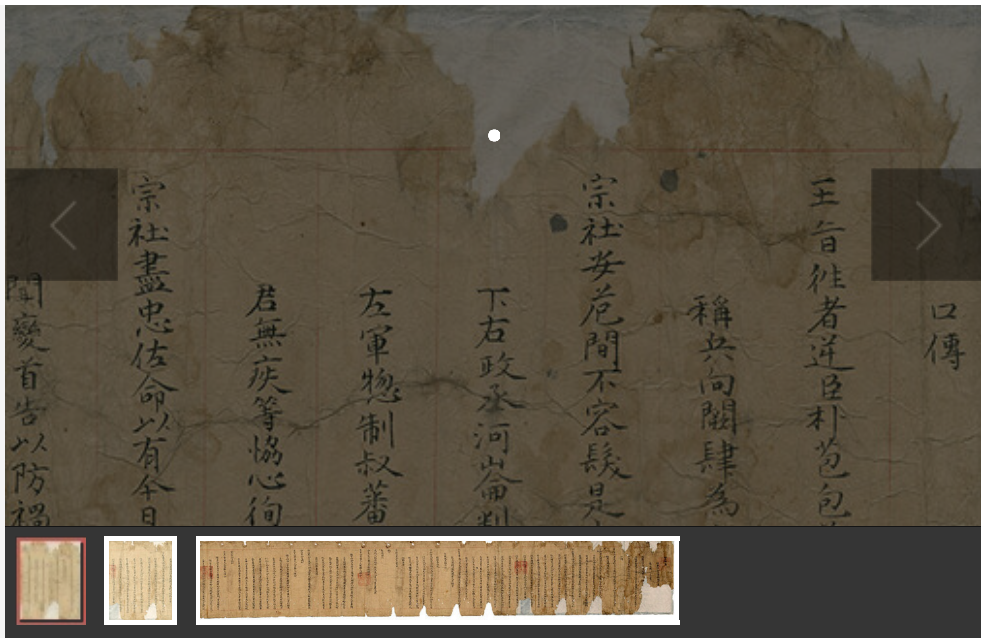 口傳
王旨徃者逆臣朴苞包
稱兵向闕肆為
宗社安危間不容髮是
下右政丞河崙判
左軍惣制叔蕃
君無疾等恊心徇
宗社盡忠佐命以有今日
聞變首告以防禍